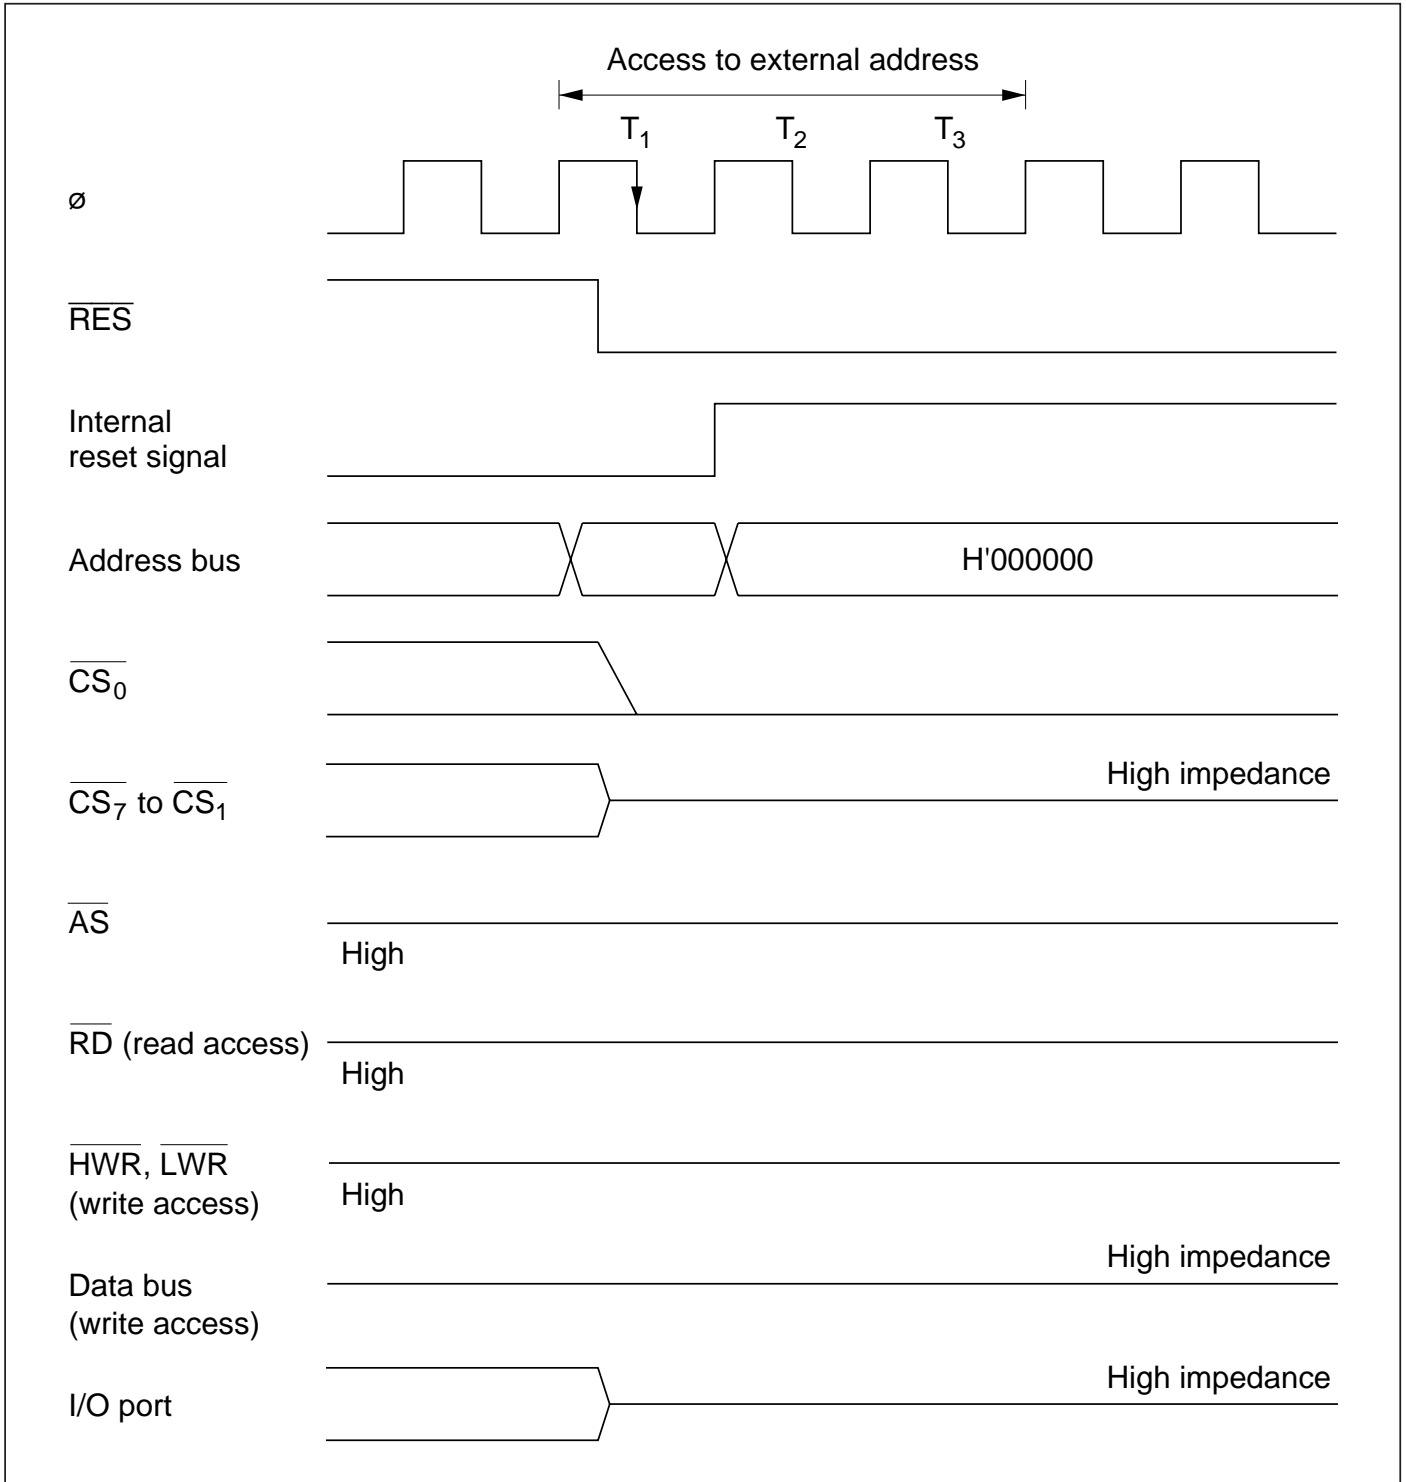 Access to external address
T1 T2 T3
ø
RES
Internal
reset signal
Address bus
H'000000
CS0
High impedance
CS7 to CS1
AS
High
RD (read access)
High
HWR, LWR
(write access)
High
High impedance
Data bus
(write access)
High impedance
I/O port